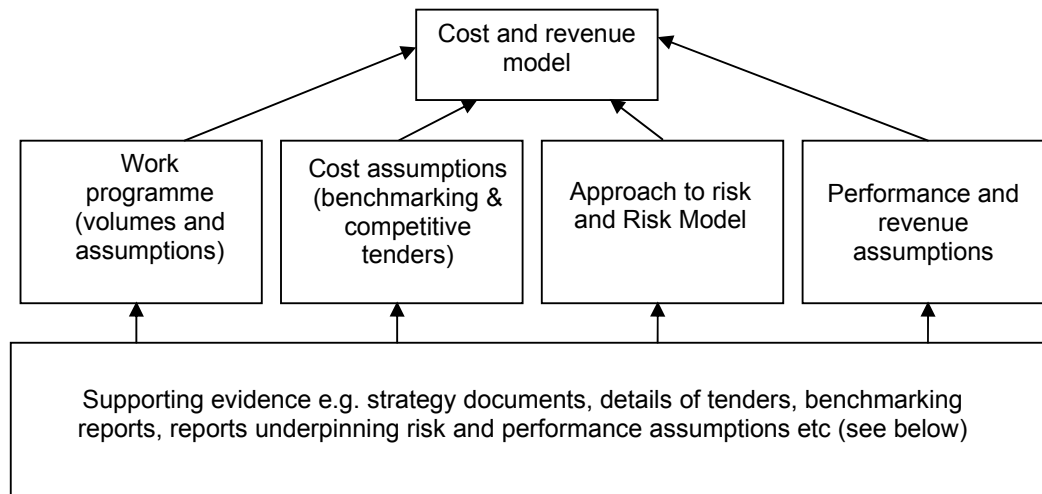 Cost and revenue
model
Work
programme
(volumes and
assumptions)
Cost assumptions
(benchmarking &
competitive
tenders)
Approach to risk
and Risk Model
Performance and
revenue
assumptions
Supporting evidence e.g. strategy documents, details of tenders, benchmarking
reports, reports underpinning risk and performance assumptions etc (see below)